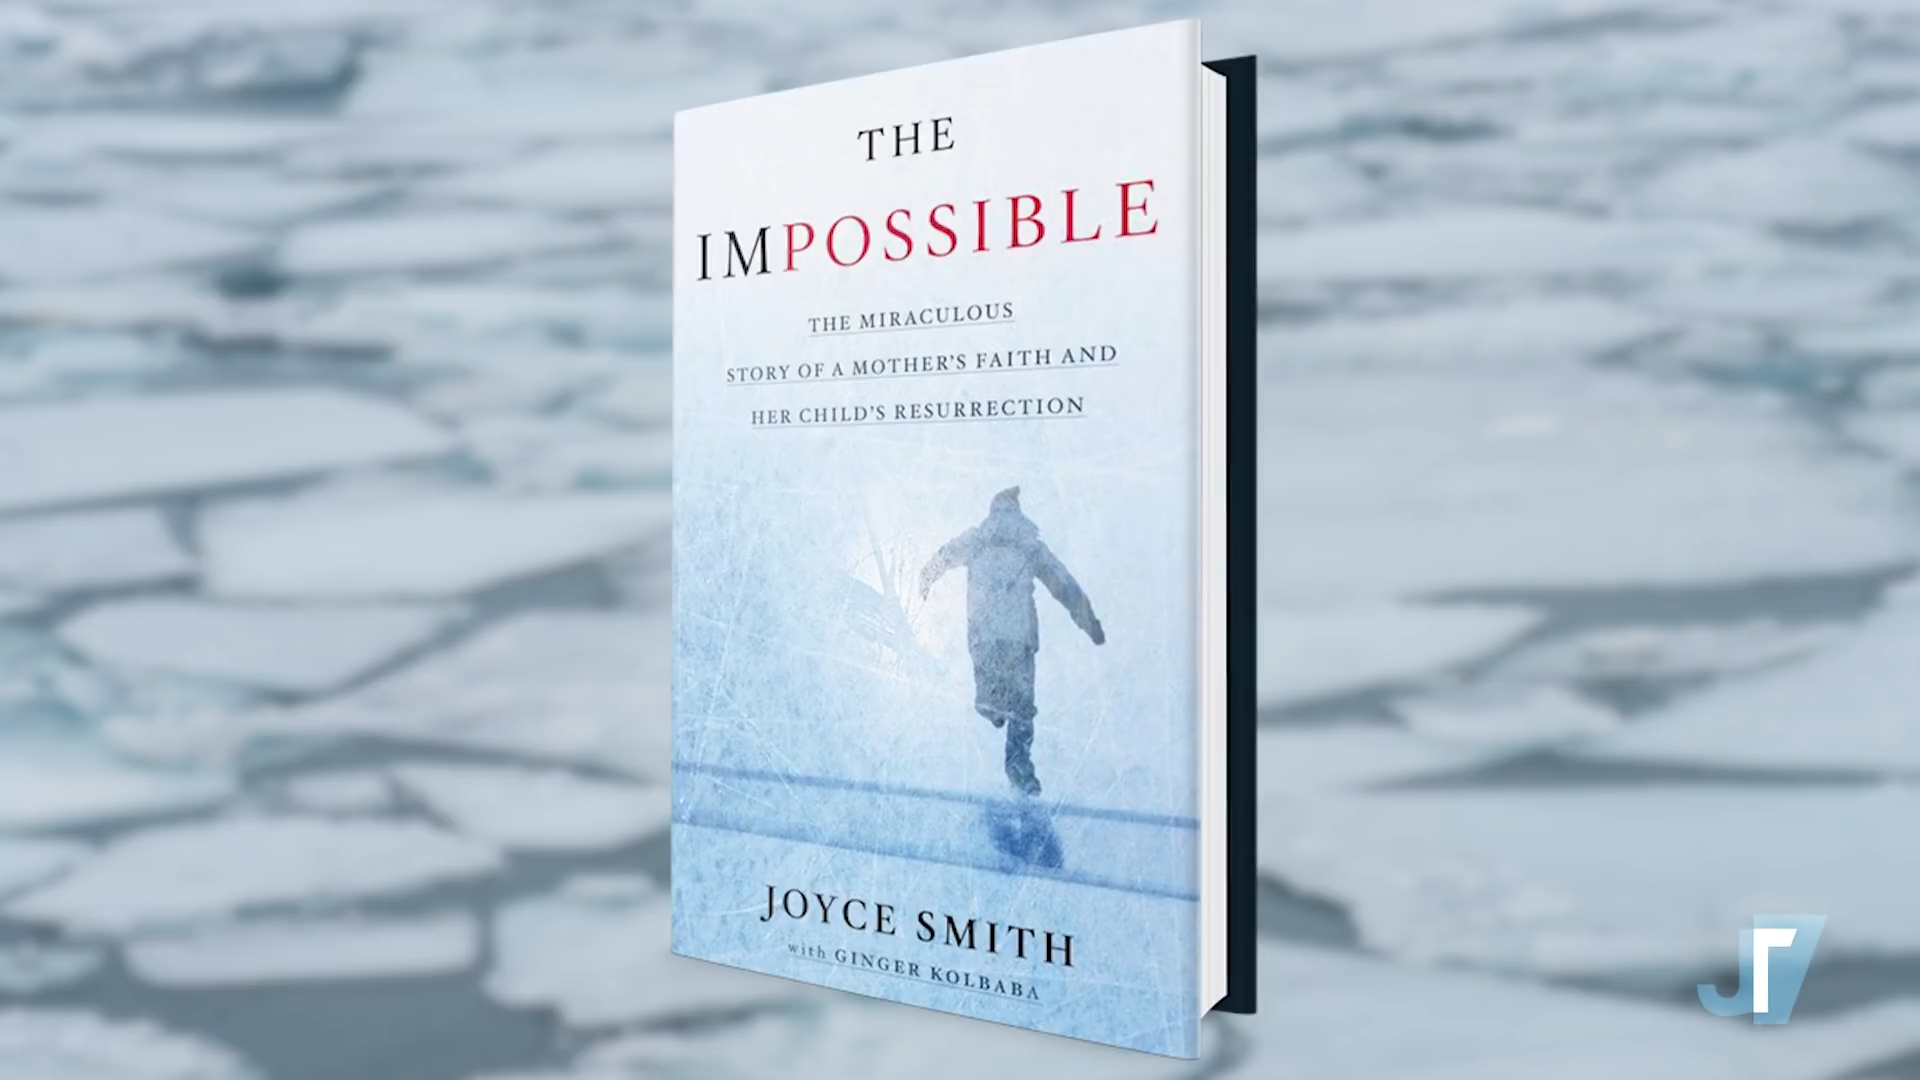 THE
IMPOSSIBLE
THE MIRACULOUS
STORY OF A MOTHER'S FAITH AND
HER CHILD'S RESURRECTION
JOYCE SMITH
with GINGER KOLBABA